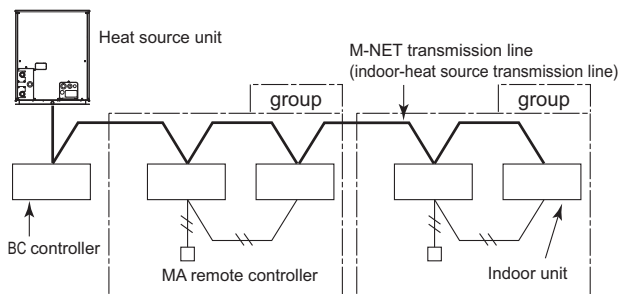 Heat source unit
M-NET transmission line
(indoor-heat source transmission line)
group
group
BC controller
MA remote controller
Indoor unit